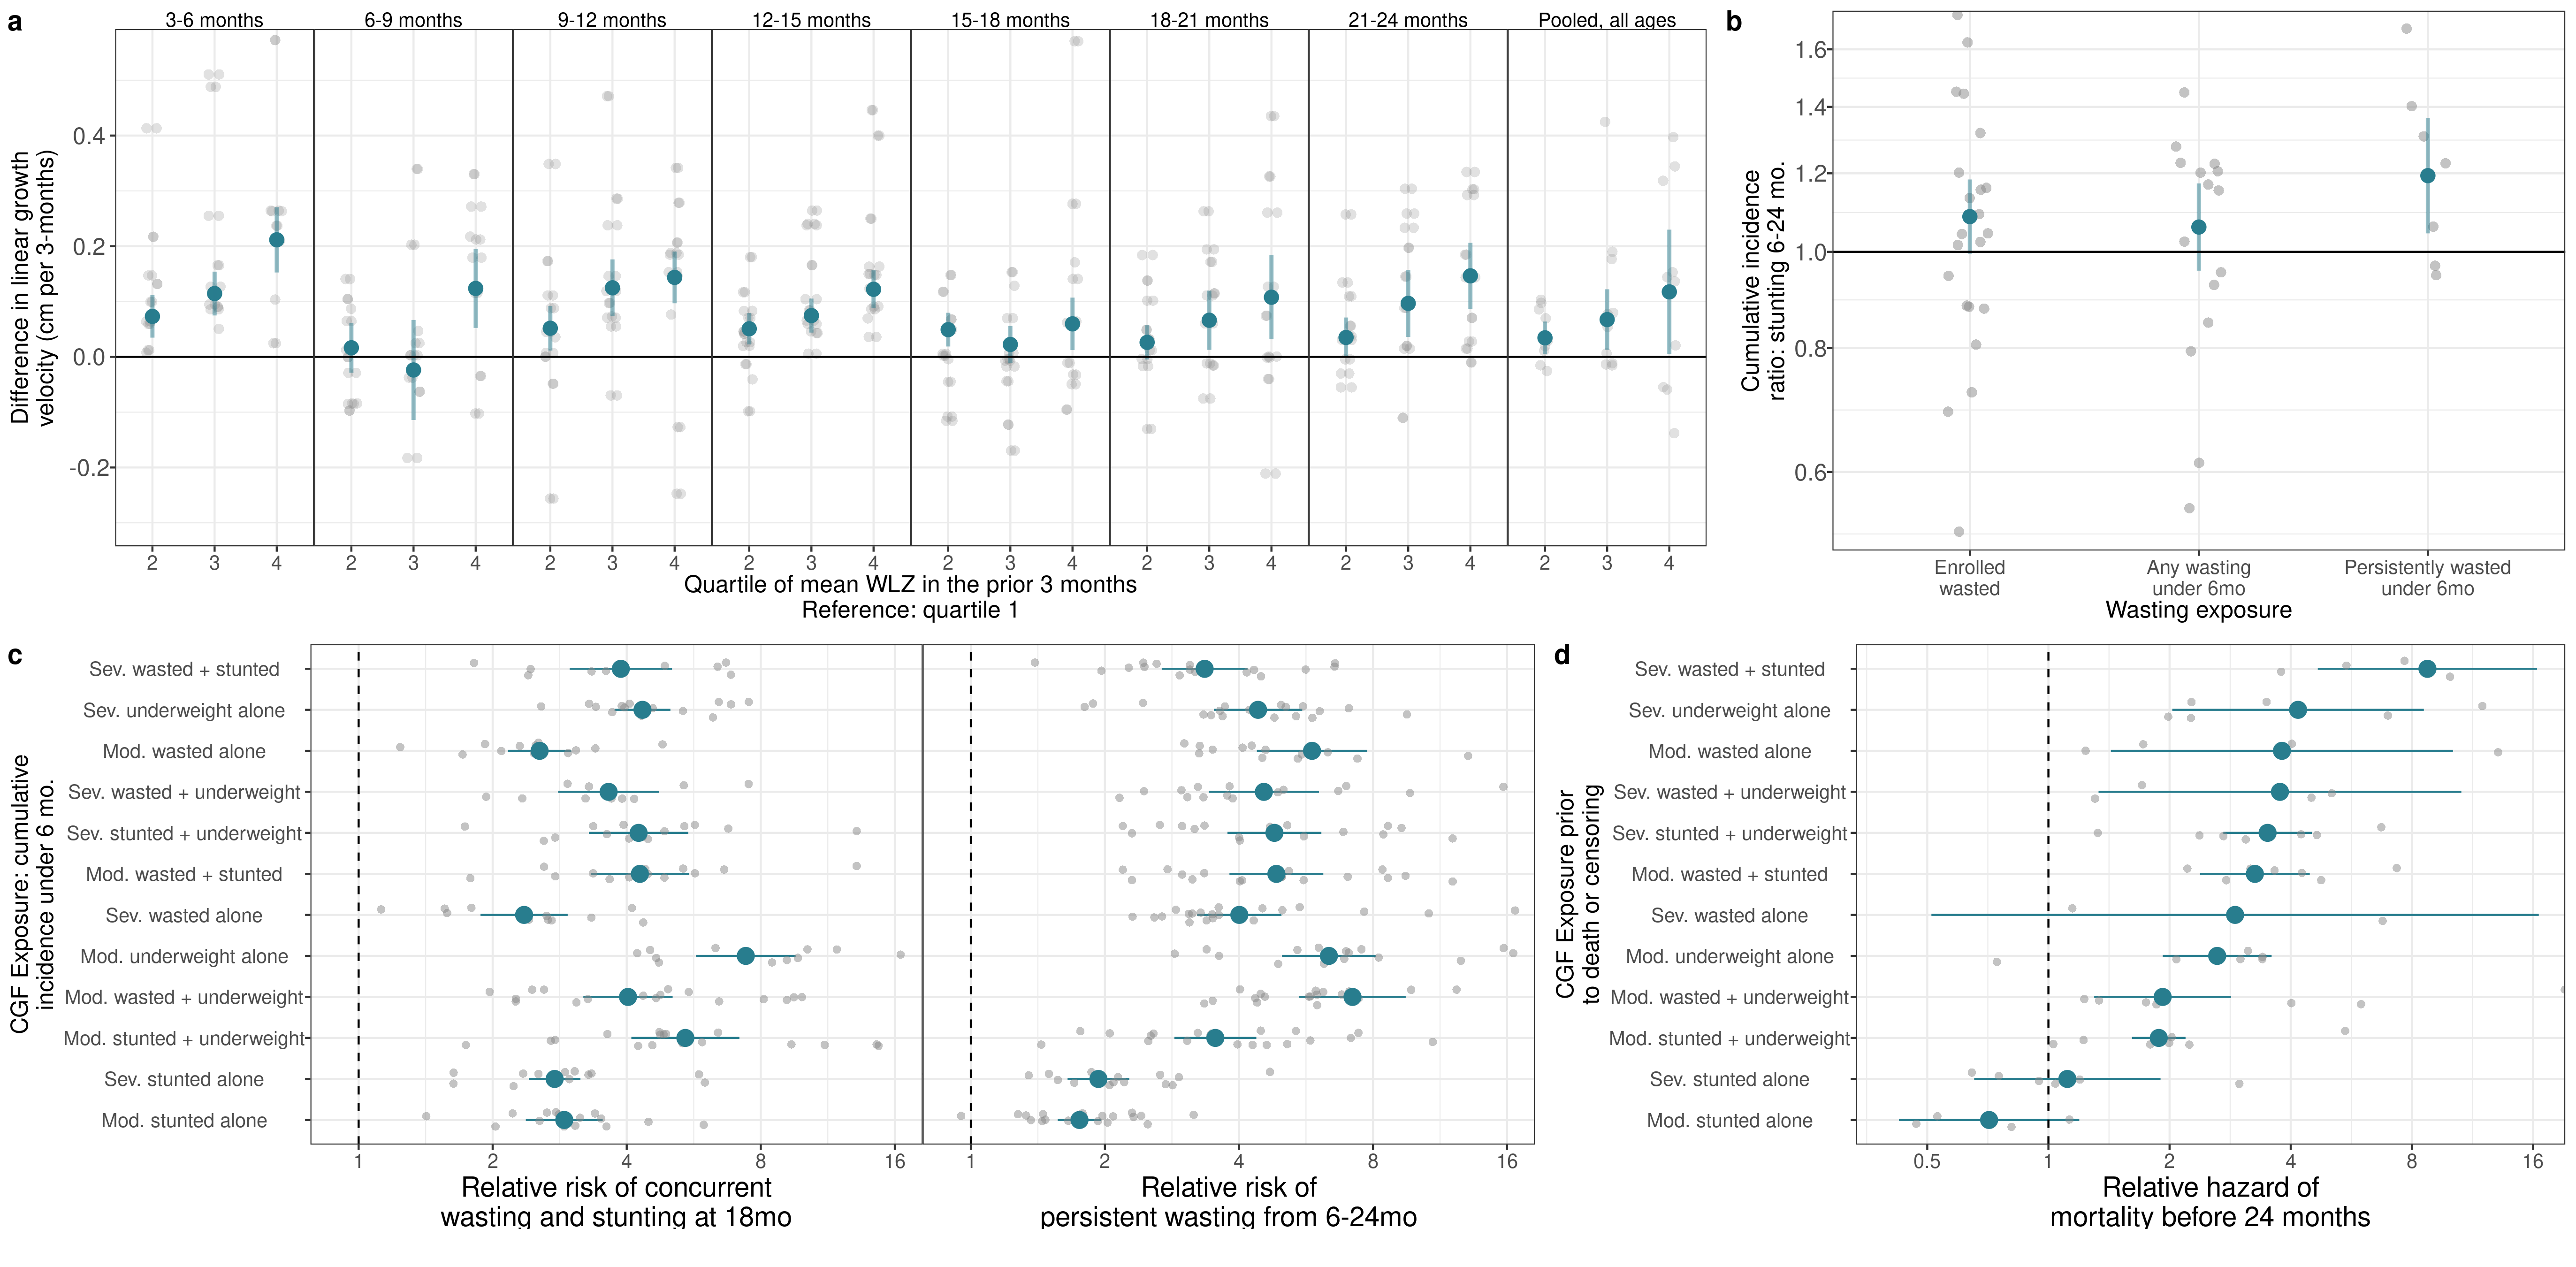 a
3-6 months
6-9 months
9-12 months
12-15 months
15-18 months
18-21 months
21-24 months
Pooled, all ages
Difference in linear growth
velocity (cm per 3-months)
0.4
0.2
0.0
-0.2
2 3 4 2 3 4 2 3 4 2 3 4 2 3 4 2 3 4 2 3 4 2 3 4
Quartile of mean WLZ in the prior 3 months
Reference: quartile 1
b
Cumulative incidence
ratio: stunting 6-24 mo.
1.6
1.4
1.2
1.0
0.8
0.6
Enrolled
wasted
Any wasting
under 6mo
Persistently wasted
under 6mo
Wasting exposure
c
CGF Exposure: cumulative
incidence under 6 mo.
Sev. wasted + stunted
Sev. underweight alone
Mod. wasted alone
Sev. wasted + underweight
Sev. stunted + underweight
Mod. wasted + stunted
Sev. wasted alone
Mod. underweight alone
Mod. wasted + underweight
Mod. stunted + underweight
Sev. stunted alone
Mod. stunted alone
1 2 4 8 16
Relative risk of concurrent
wasting and stunting at 18mo
1 2 4 8 16
Relative risk of
persistent wasting from 6-24mo
d
CGF Exposure prior
to death or censoring
Sev. wasted + stunted
Sev. underweight alone
Mod. wasted alone
Sev. wasted + underweight
Sev. stunted + underweight
Mod. wasted + stunted
Sev. wasted alone
Mod. underweight alone
Mod. wasted + underweight
Mod. stunted + underweight
Sev. stunted alone
Mod. stunted alone
0.5 1 2 4 8 16
Relative hazard of
mortality before 24 months